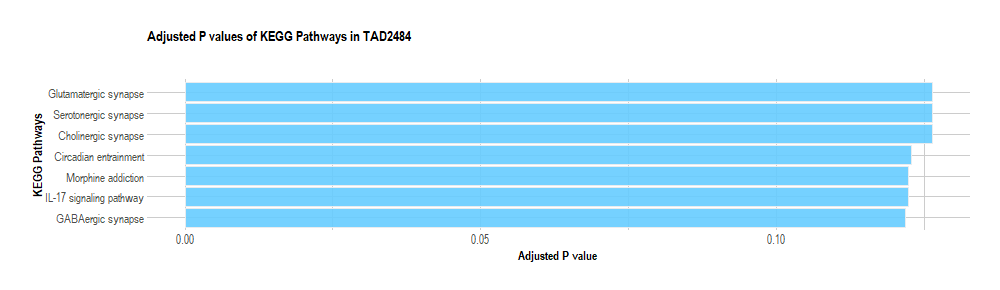 Adjusted P values of KEGG Pathways in TAD2484
KEGG Pathways
Glutamatergic synapse
Serotonergic synapse
Cholinergic synapse
Circadian entrainment
Morphine addiction
IL-17 signaling pathway
GABAergic synapse
0.00 0.05 0.10
Adjusted P value